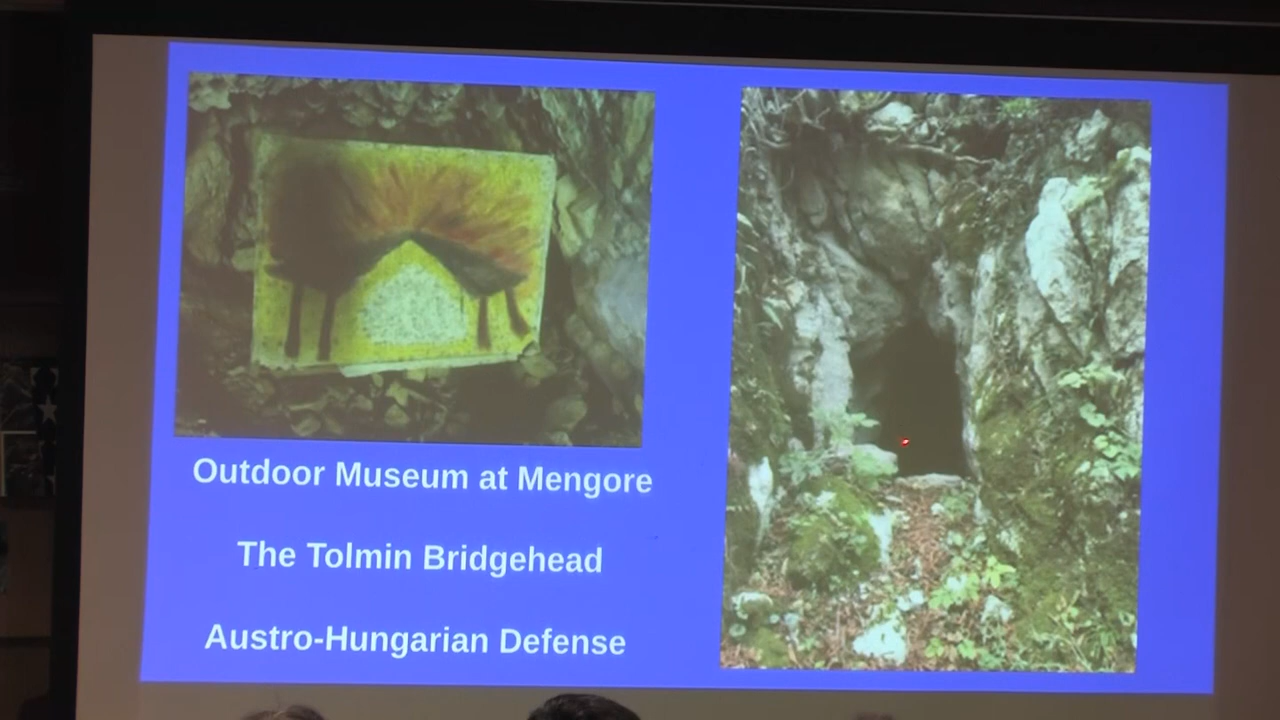 Outdoor Museum at Mengore
The Tolmin Bridgehead
Austro-Hungarian Defense